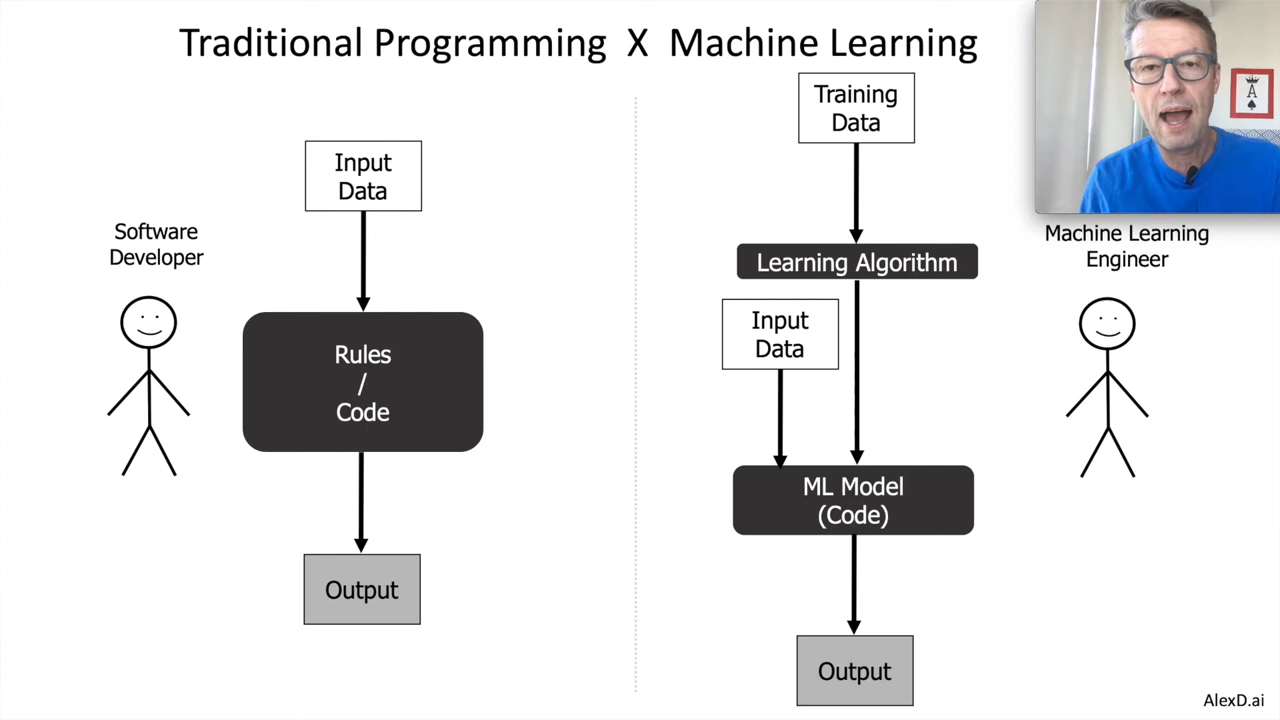 Traditional Programming X Machine Learning
Input
Data
Software
Developer
Rules
/
Code
Output
Training
Data
Learning Algorithm
Input
Data
ML Model
(Code)
Output
Machine Learning
Engineer
A
AlexD.ai